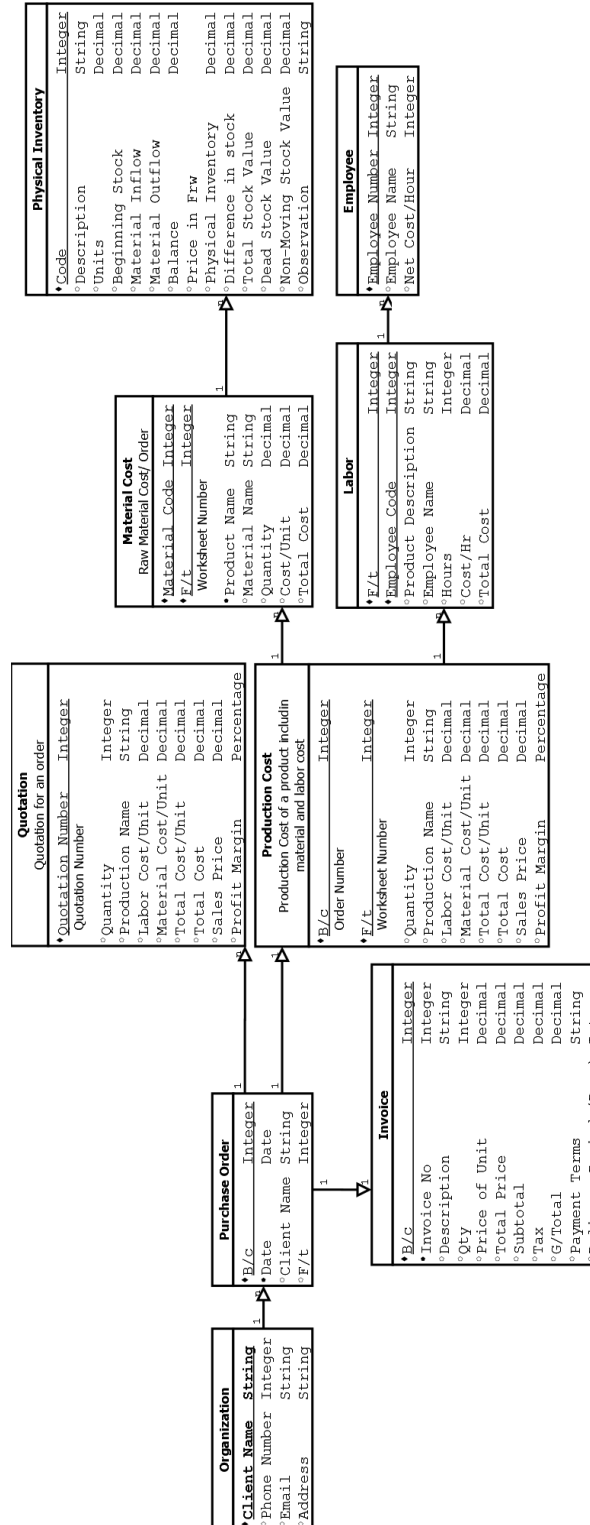 Organization
Client Name String
Phone Number Integer
Email String
Address String
1
n
Purchase Order
B/c Integer
Date Date
Client Name String
F/t Integer
1
n
1
1
1
1
Quotation
Quotation for an order
Quotation Number Integer
Quotation Number
Quantity Integer
Production Name String
Labor Cost/Unit Decimal
Material Cost/Unit Decimal
Total Cost/Unit Decimal
Total Cost Decimal
Sales Price Decimal
Profit Margin Percentage
Production Cost
Production Cost of a product includin
material and labor cost
B/c Integer
Order Number
F/t Integer
Worksheet Number
Quantity Integer
Production Name String
Labor Cost/Unit Decimal
Material Cost/Unit Decimal
Total Cost/Unit Decimal
Total Cost Decimal
Sales Price Decimal
Profit Margin Percentage
Invoice
B/c Integer
Invoice No Integer
Description String
Qty Integer
Price of Unit Decimal
Total Price Decimal
Subtotal Decimal
Tax Decimal
G/Total Decimal
Payment Terms String
1
n
1
n
Material Cost
Raw Material Cost/ Order
Material Code Integer
F/t Integer
Worksheet Number
Product Name String
Material Name String
Quantity Decimal
Cost/Unit Decimal
Total Cost Decimal
Labor
F/t Integer
Employee Code Integer
Product Description String
Employee Name String
Hours Integer
Cost/Hr Decimal
Total Cost Decimal
1
n
1
n
Physical Inventory
Code Integer
Description String
Units Decimal
Beginning Stock Decimal
Material Inflow Decimal
Material Outflow Decimal
Balance Decimal
Price in Frw
Physical Inventory Decimal
Difference in stock Decimal
Total Stock Value Decimal
Dead Stock Value Decimal
Non-Moving Stock Value Decimal
Observation String
Employee
Employee Number Integer
Employee Name String
Net Cost/Hour Integer